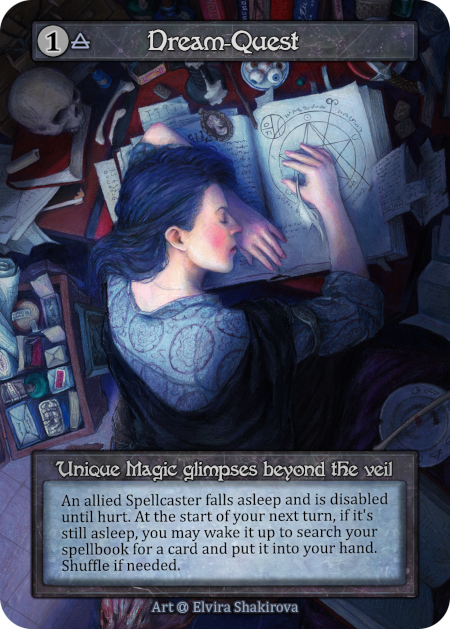 1
Dream-Quest
Unique Magic glimpses beyond the veil
An allied Spellcaster falls asleep and is disabled
until hurt. At the start of your next turn, if it's
still asleep, you may wake it up to search your
spellbook for a card and put it into your hand.
Shuffle if needed.
Art @ Elvira Shakirova